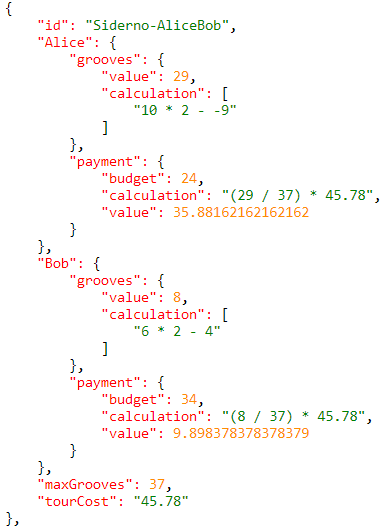 {
    "id": "Siderno-AliceBob",
    "Alice": {
        "grooves": {
            "value": 29,
            "calculation": [
                "10 * 2 - -9"
            ]
        },
        "payment": {
            "budget": 24,
            "calculation": "(29 / 37) * 45.78",
            "value": 35.88162162162162
        }
    },
    "Bob": {
        "grooves": {
            "value": 8,
            "calculation": [
                "6 * 2 - 4"
            ]
        },
        "payment": {
            "budget": 34,
            "calculation": "(8 / 37) * 45.78",
            "value": 9.898378378378379
        }
    },
    "maxGrooves": 37,
    "tourCost": "45.78"
},